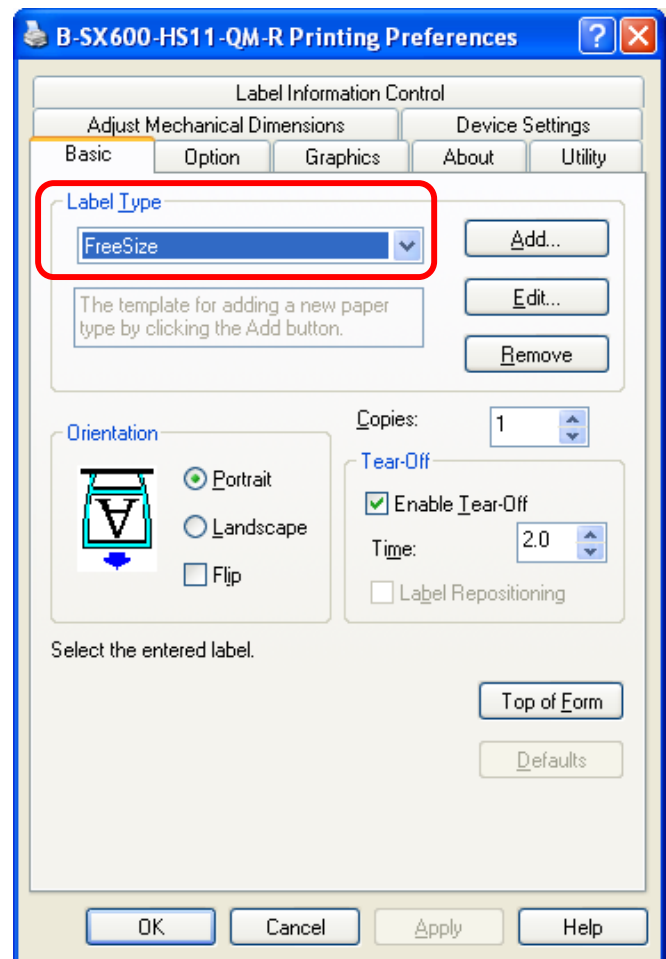 B-SX600-HS11-QM-R Printing Preferences
Label Information Control
Adjust Mechanical Dimensions Device Settings
Basic Option Graphics About Utility
Label Type
FreeSize
Add...
The template for adding a new paper
type by clicking the Add button.
Edit...
Remove
Copies: 1
Orientation
A
Portrait
Landscape
Flip
Tear-Off
Enable Tear-Off
Time: 2.0
Label Repositioning
Select the entered label.
Top of Form
Defaults
OK Cancel Apply Help